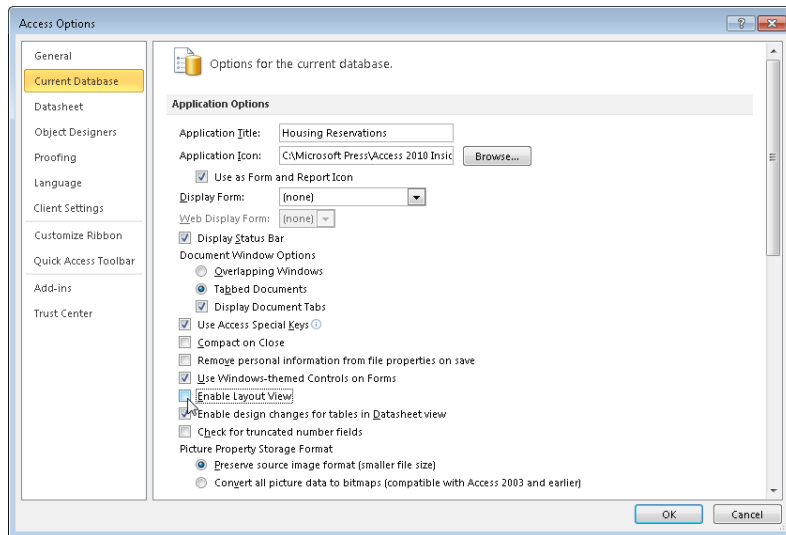 Access Options
General
Current Database
Datasheet
Object Designers
Proofing
Language
Client Settings
Customize Ribbon
Quick Access Toolbar
Add-ins
Trust Center
Options for the current database.
Application Options
Application Title: Housing Reservations
Application Icon: C:\Microsoft Press\Access 2010 Insic Browse...
Use as Form and Report Icon
Display Form: (none)
Web Display Form: (none)
Display Status Bar
Document Window Options
Overlapping Windows
Tabbed Documents
Display Document Tabs
Use Access Special Keys
Compact on Close
Remove personal information from file properties on save
Use Windows-themed Controls on Forms
Enable Layout View
Enable design changes for tables in Datasheet view
Check for truncated number fields
Picture Property Storage Format
Preserve source image format (smaller file size)
Convert all picture data to bitmaps (compatible with Access 2003 and earlier)
OK Cancel